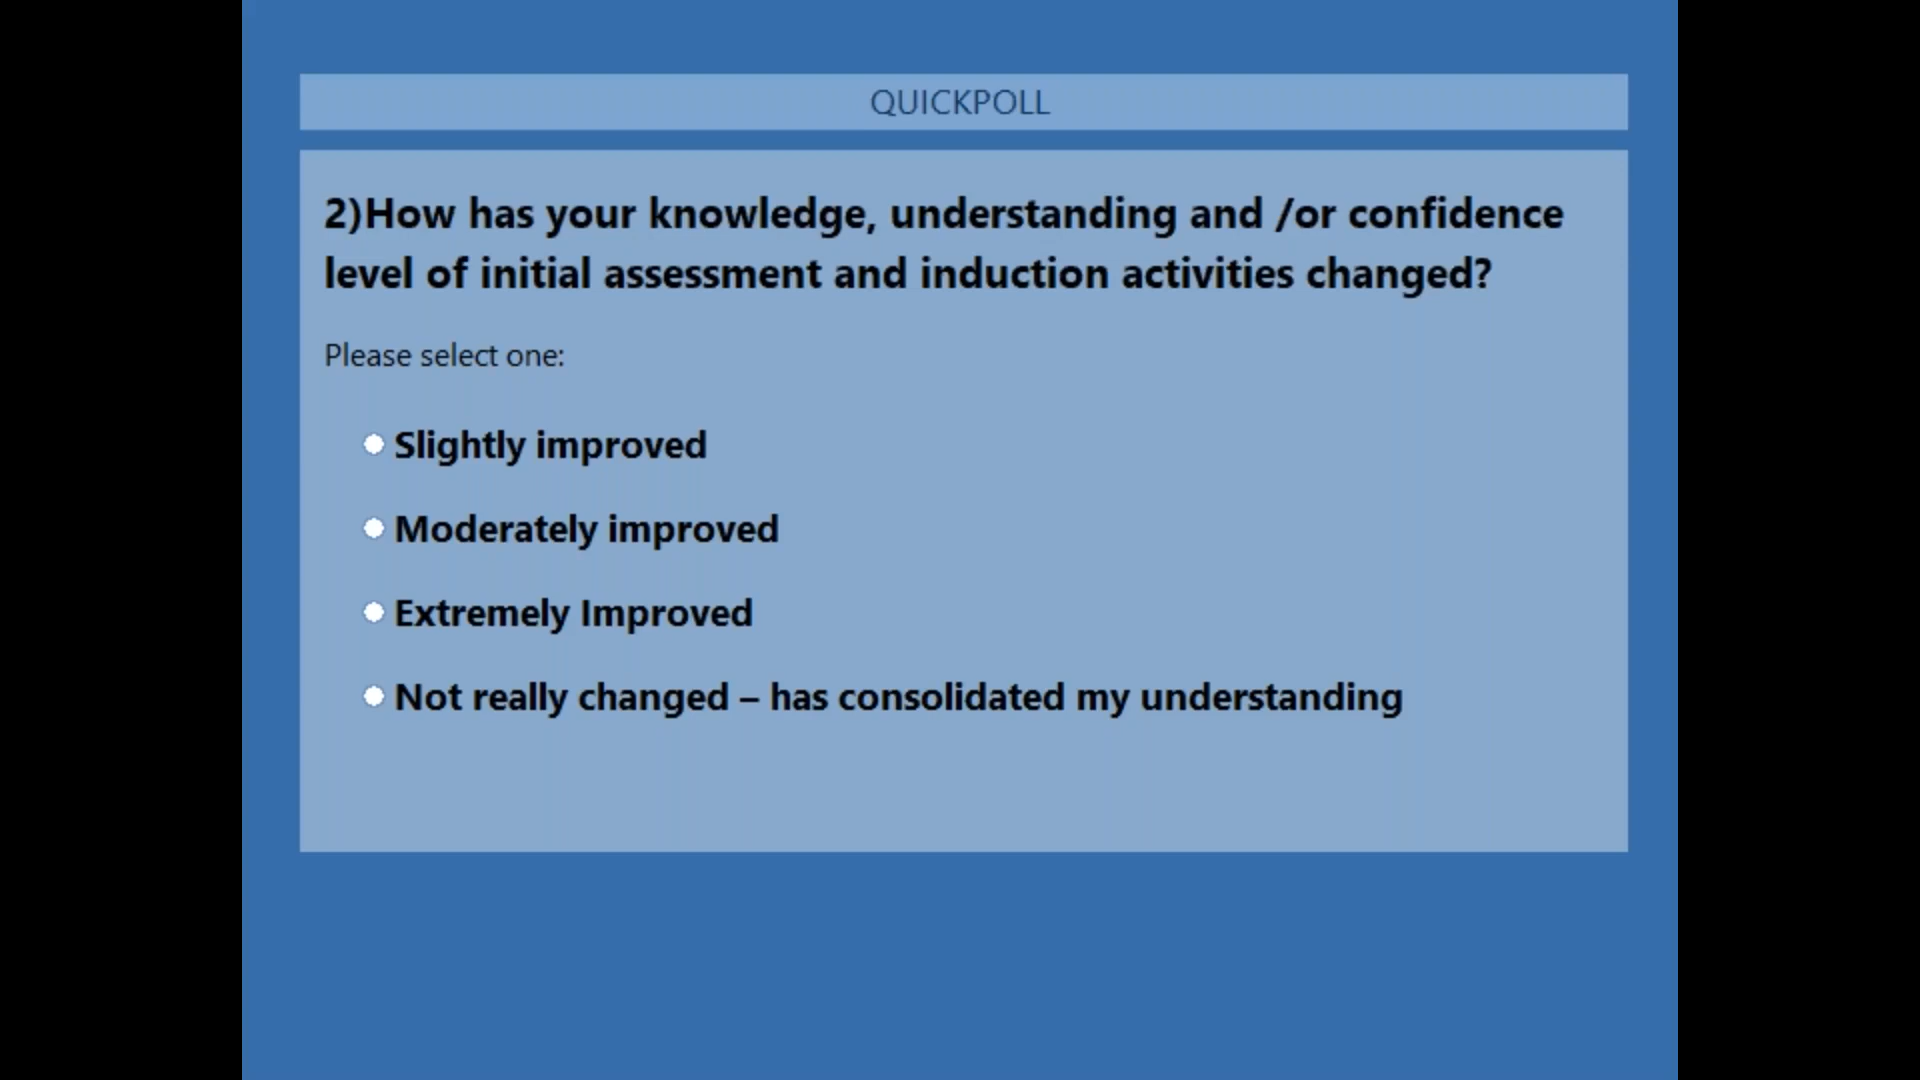 QUICKPOLL
2)How has your knowledge, understanding and /or confidence
level of initial assessment and induction activities changed?
Please select one:
Slightly improved
Moderately improved
Extremely Improved
Not really changed – has consolidated my understanding